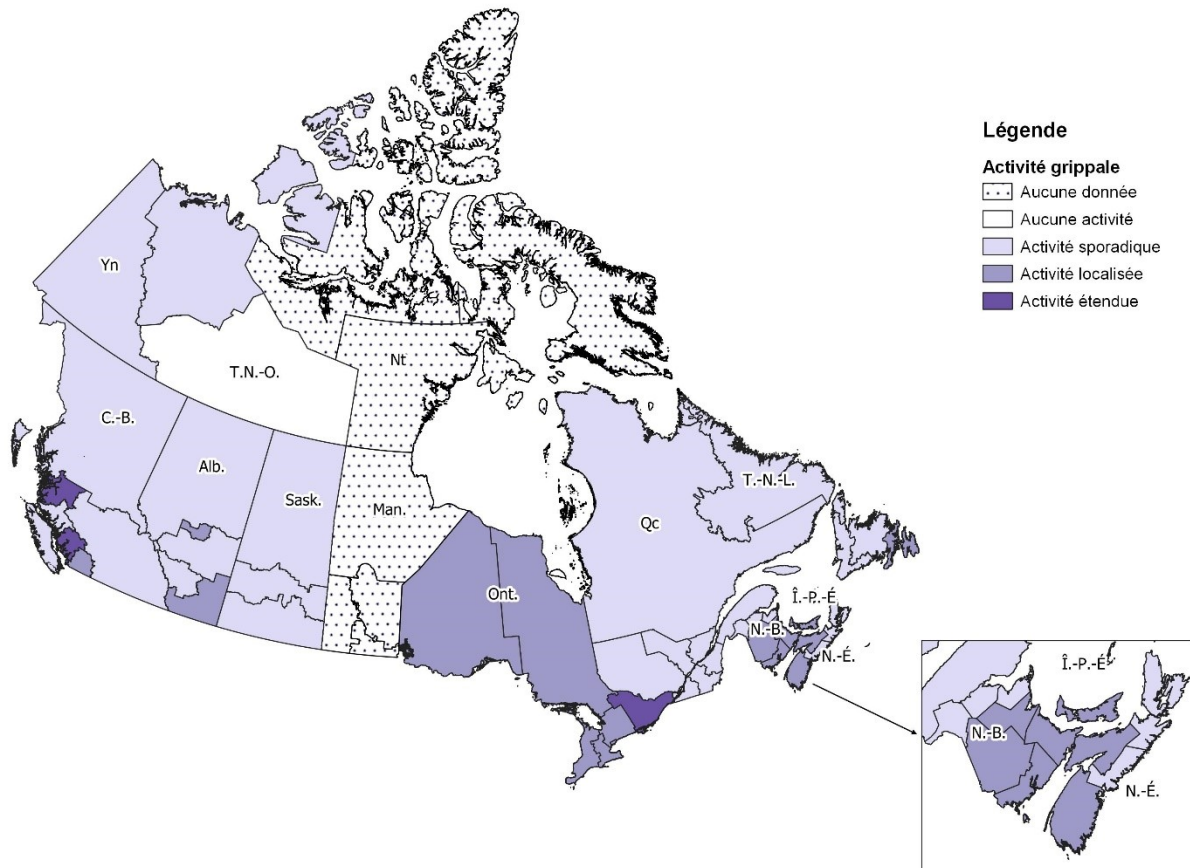 Légende
Activité grippale
Aucune donnée
Aucune activité
Activité sporadique
Activité localisée
Activité étendue
Yn
T.N.-O.
Nt
C.-B.
Alb.
Sask.
Man.
Ont.
Qc
T.-N.-L.
Î.-P.-É
N.-B.
N.-É.
Î.-P.-É
N.-B.
N.-É.